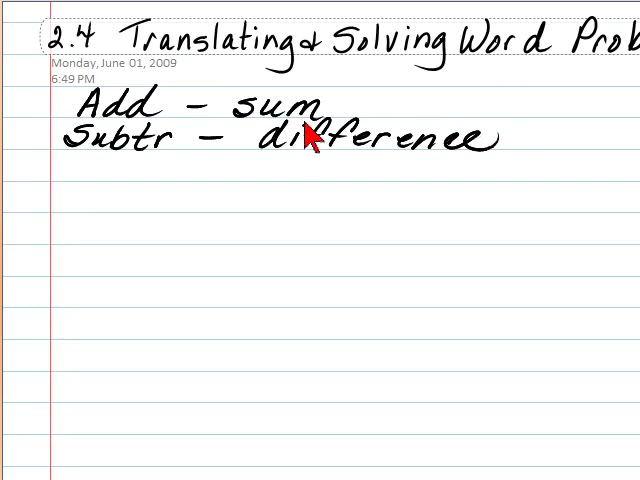 2.4 Translating & Solving Word Prob
Monday, June 01, 2009
6:49 PM
Add - sum
Subtr - difference